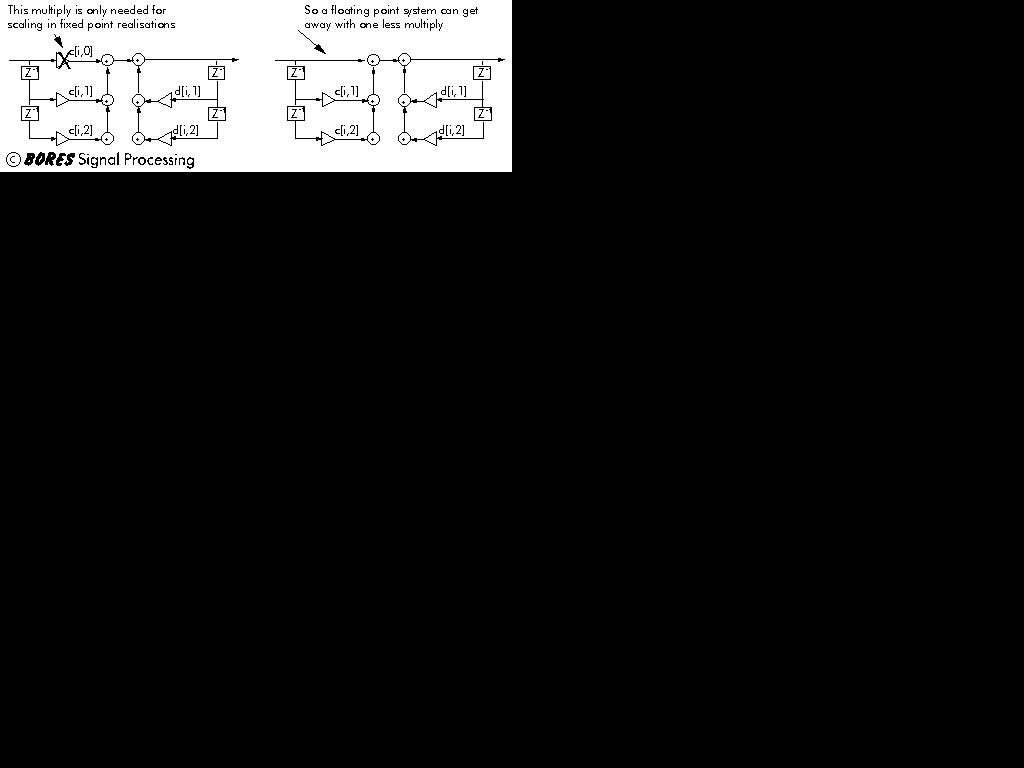 This multiply is only needed for
scaling in fixed point realisations
So a floating point system can get
away with one less multiply
c[i,0]
Z⁻¹
Z⁻¹
c[i,1]
d[i,1]
Z⁻¹
Z⁻¹
c[i,2]
d[i,2]
Z⁻¹
Z⁻¹
c[i,1]
d[i,1]
Z⁻¹
Z⁻¹
c[i,2]
d[i,2]
© BORES Signal Processing